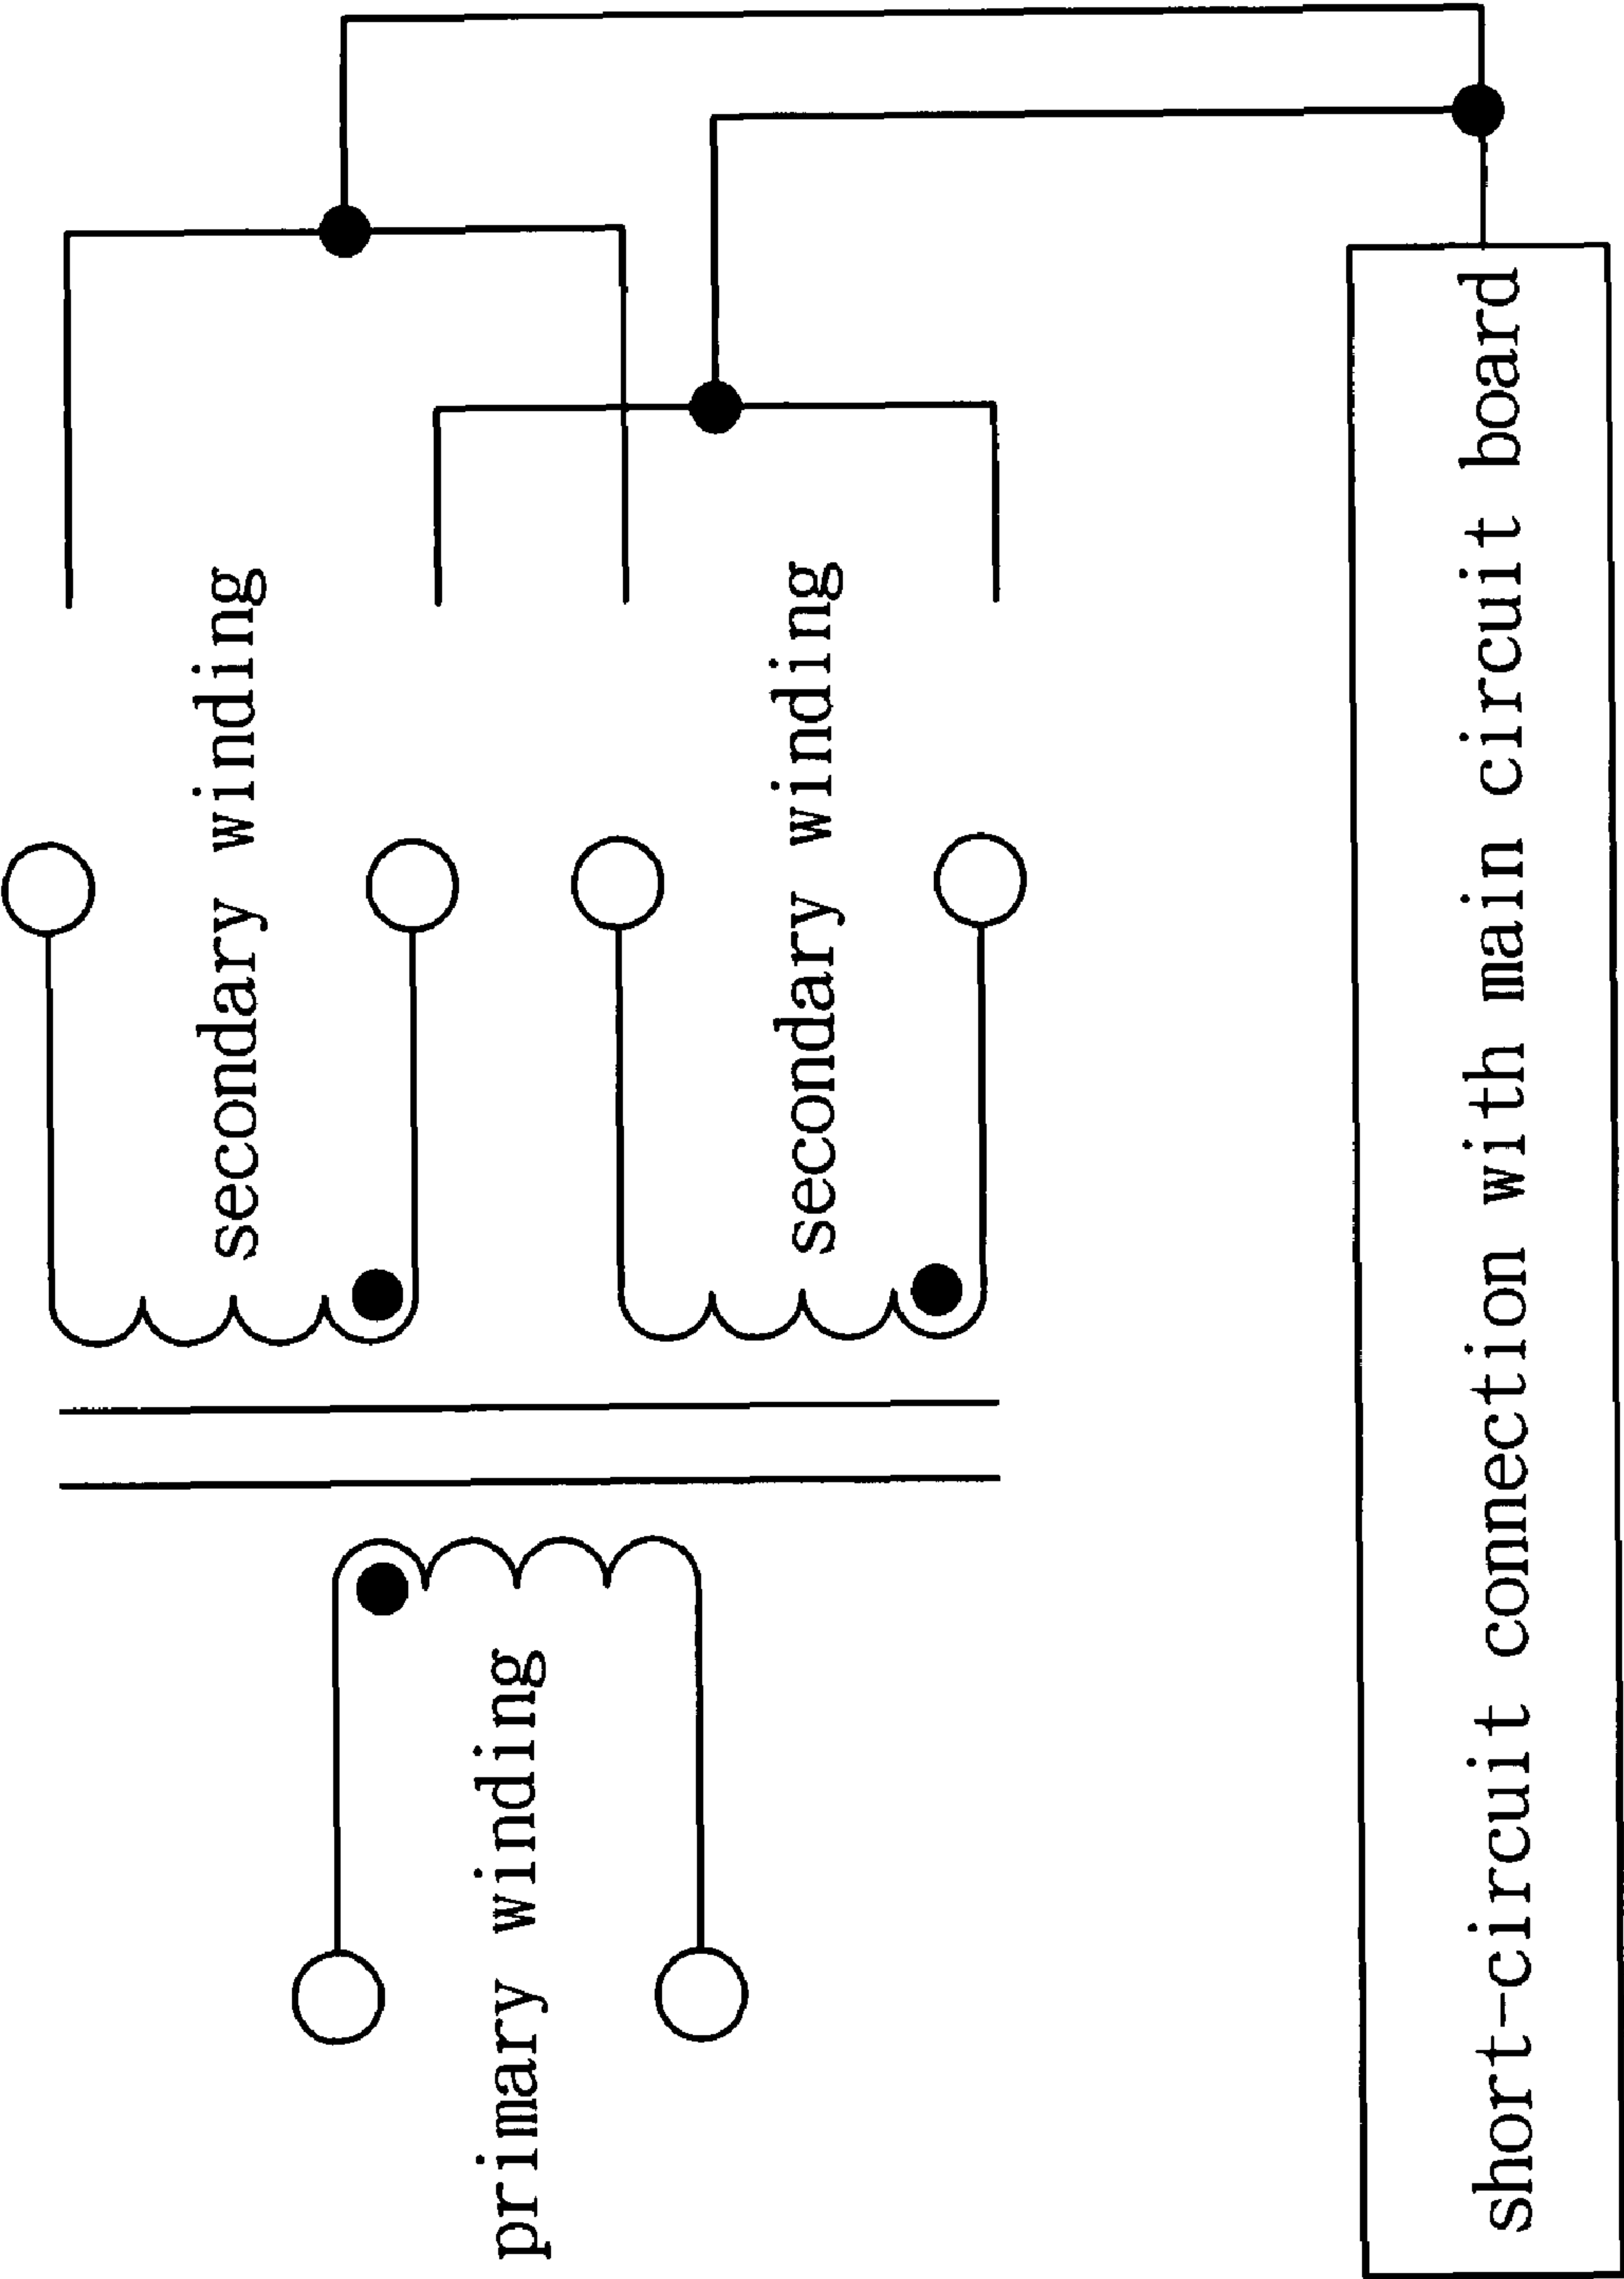 secondary winding
secondary winding
primary winding
short-circuit connection with main circuit board